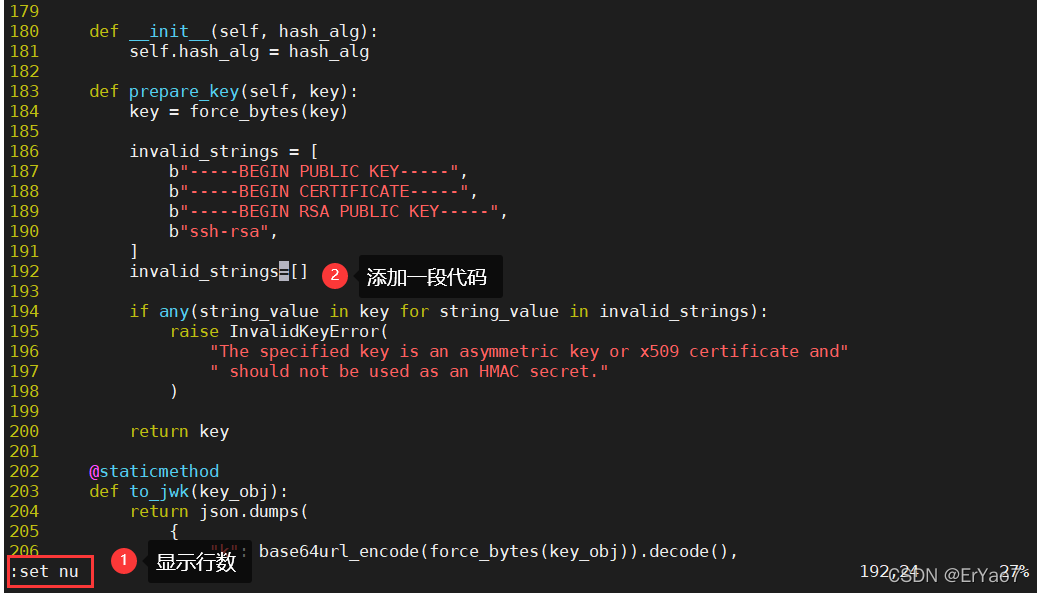 179
180     def __init__(self, hash_alg):
181         self.hash_alg = hash_alg
182
183     def prepare_key(self, key):
184         key = force_bytes(key)
185
186         invalid_strings = [
187             b"-----BEGIN PUBLIC KEY-----",
188             b"-----BEGIN CERTIFICATE-----",
189             b"-----BEGIN RSA PUBLIC KEY-----",
190             b"ssh-rsa",
191         ]
192         invalid_strings=[] 2 添加一段代码
193
194         if any(string_value in key for string_value in invalid_strings):
195             raise InvalidKeyError(
196                 "The specified key is an asymmetric key or x509 certificate and"
197                 " should not be used as an HMAC secret."
198             )
199
200         return key
201
202     @staticmethod
203     def to_jwk(key_obj):
204         return json.dumps(
205             {
206                 "k": base64url_encode(force_bytes(key_obj)).decode(),
:set nu 1 显示行数 192,24 27%
CSDN @ErYao7